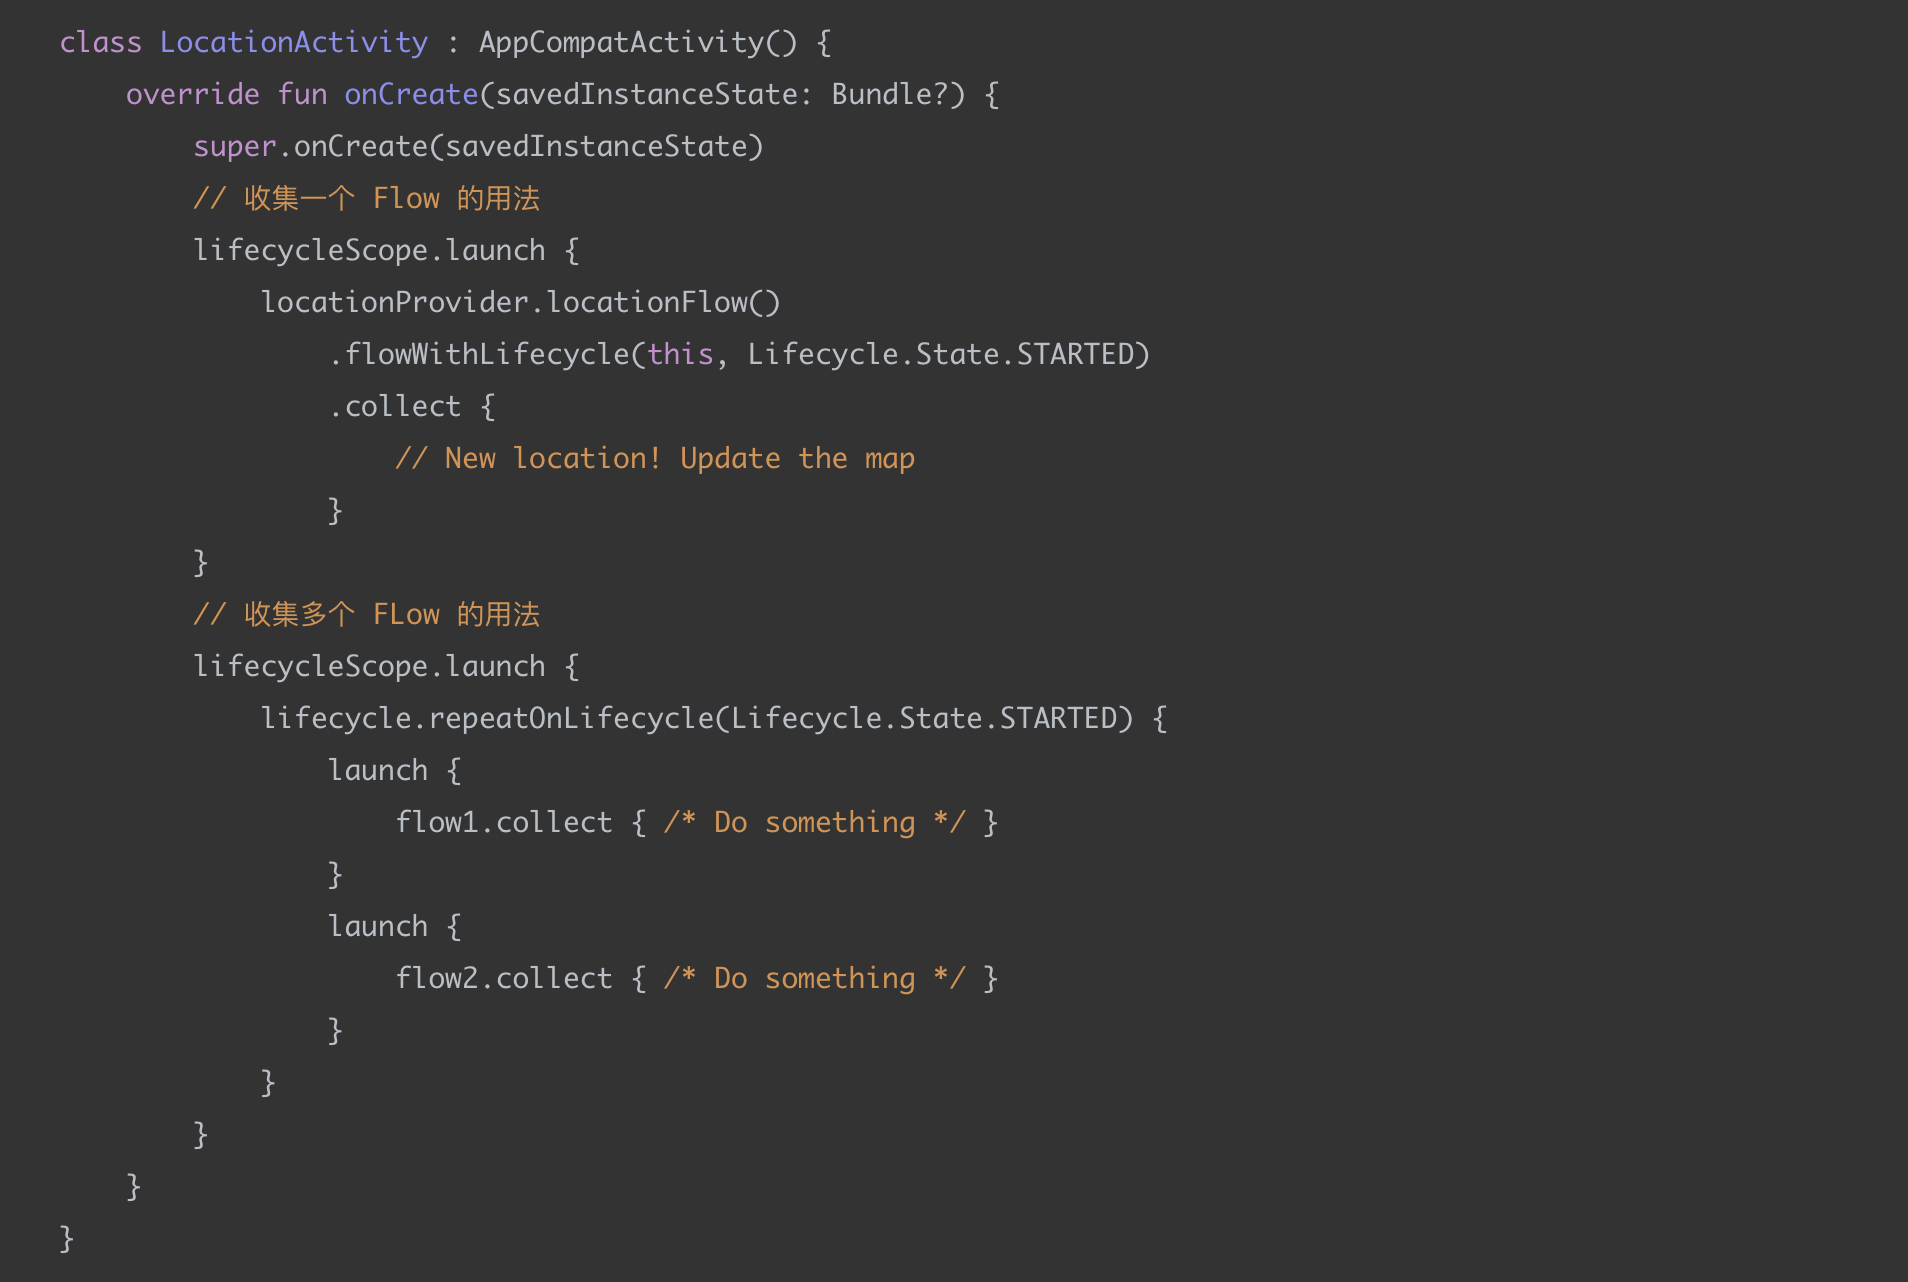 class LocationActivity : AppCompatActivity() {
    override fun onCreate(savedInstanceState: Bundle?) {
        super.onCreate(savedInstanceState)
        // 收集一个 Flow 的用法
        lifecycleScope.launch {
            locationProvider.locationFlow()
                .flowWithLifecycle(this, Lifecycle.State.STARTED)
                .collect {
                    // New location! Update the map
                }
        }
        // 收集多个 FLow 的用法
        lifecycleScope.launch {
            lifecycle.repeatOnLifecycle(Lifecycle.State.STARTED) {
                launch {
                    flow1.collect { /* Do something */ }
                }
                launch {
                    flow2.collect { /* Do something */ }
                }
            }
        }
    }
}